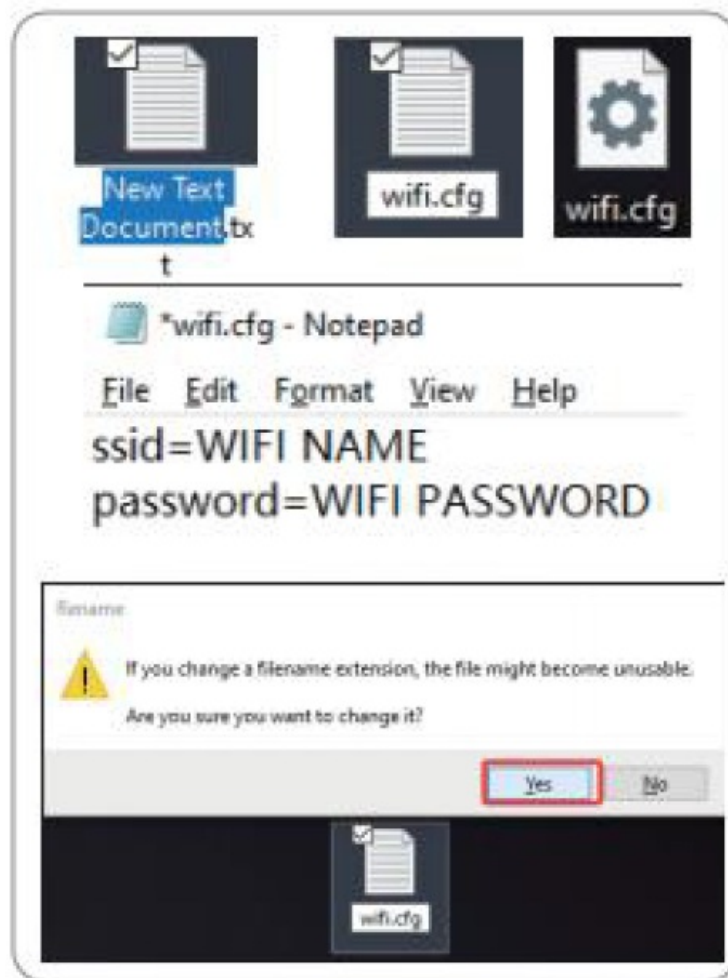 New Text
Document.tx
t
wifi.cfg
wifi.cfg
*wifi.cfg - Notepad
File Edit Format View Help
ssid=WIFI NAME
password=WIFI PASSWORD
Rename
If you change a filename extension, the file might become unusable.
Are you sure you want to change it?
Yes No
wifi.cfg